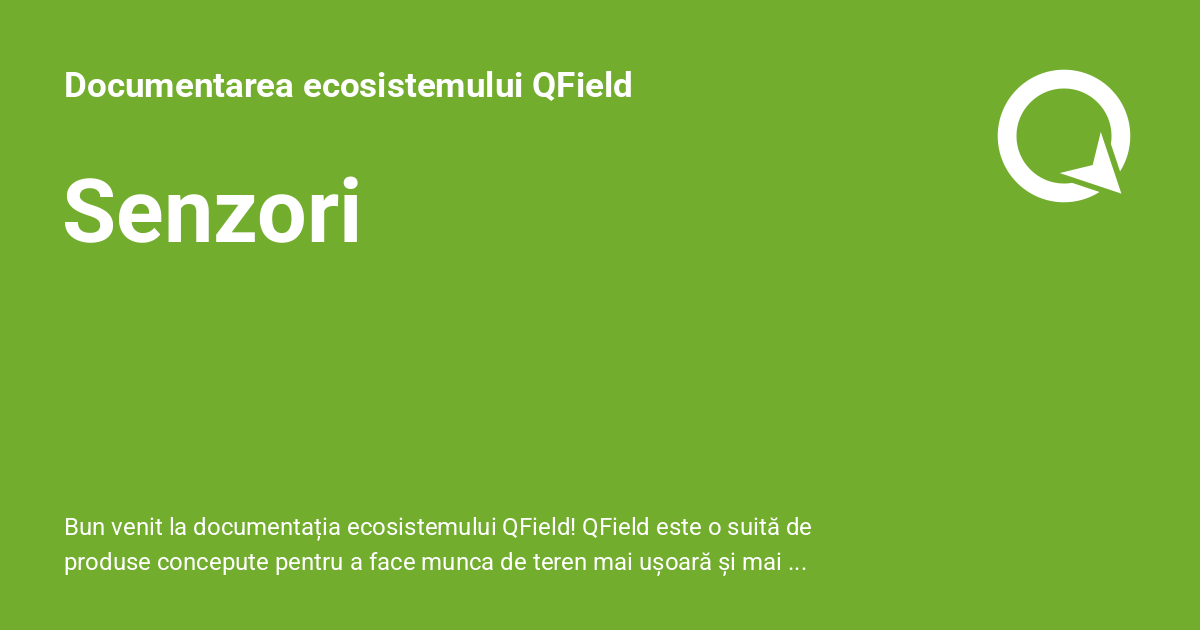 Documentarea ecosistemului QField
Senzori
Bun venit la documentația ecosistemului QField! QField este o suită de
produse concepute pentru a face munca de teren mai ușoară și mai ...